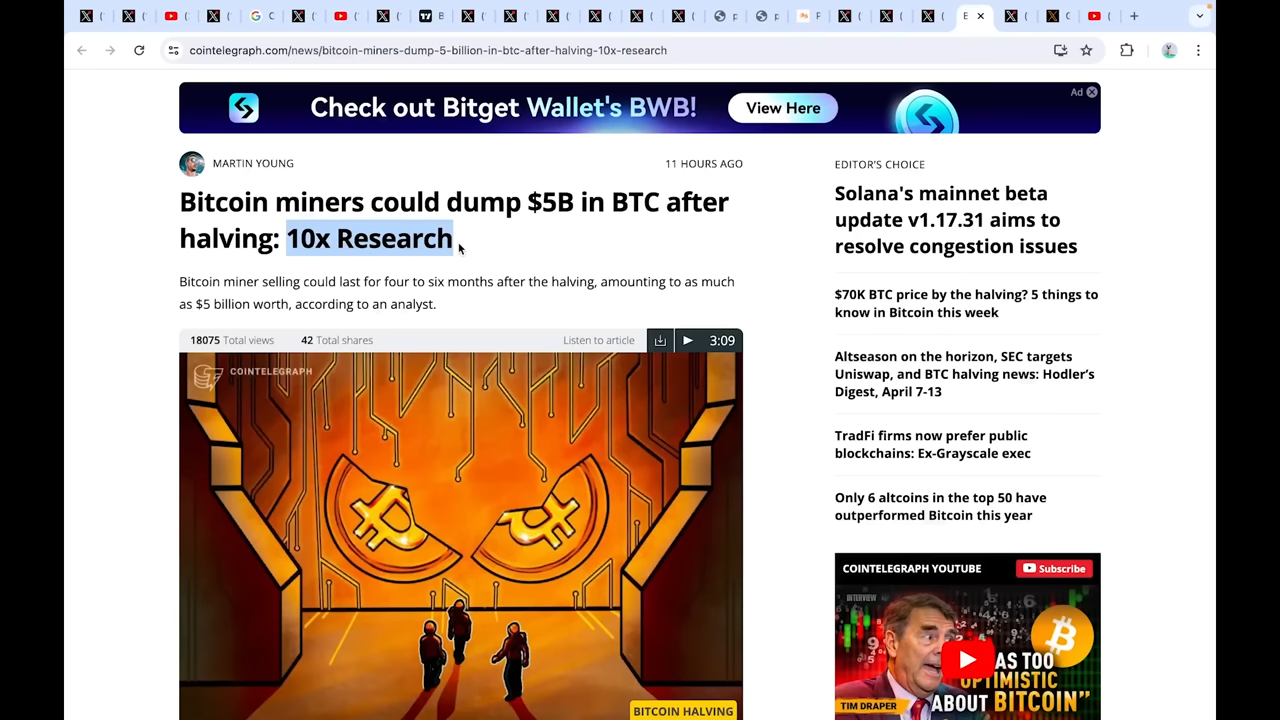 cointelegraph.com/news/bitcoin-miners-dump-5-billion-in-btc-after-halving-10x-research
Check out Bitget Wallet's BWB!
View Here
Ad
MARTIN YOUNG
11 HOURS AGO
Bitcoin miners could dump $5B in BTC after
halving: 10x Research
Bitcoin miner selling could last for four to six months after the halving, amounting to as much
as $5 billion worth, according to an analyst.
18075 Total views
42 Total shares
Listen to article
3:09
COINTELEGRAPH
BITCOIN HALVING
EDITOR'S CHOICE
Solana's mainnet beta
update v1.17.31 aims to
resolve congestion issues
$70K BTC price by the halving? 5 things to
know in Bitcoin this week
Altseason on the horizon, SEC targets
Uniswap, and BTC halving news: Hodler's
Digest, April 7-13
TradFi firms now prefer public
blockchains: Ex-Grayscale exec
Only 6 altcoins in the top 50 have
outperformed Bitcoin this year
COINTELEGRAPH YOUTUBE
Subscribe
INTERVIEW
AS TOO
OPTIMISTIC
ABOUT BITCOIN"
TIM DRAPER